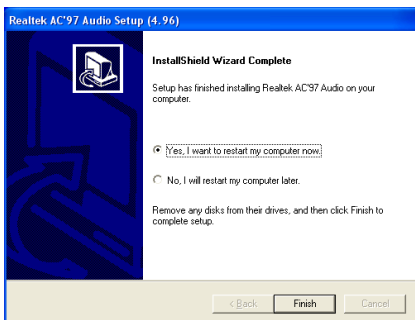 Realtek AC'97 Audio Setup (4.96)
InstallShield Wizard Complete
Setup has finished installing Realtek AC'97 Audio on your
computer.
Yes, I want to restart my computer now.
No, I will restart my computer later.
Remove any disks from their drives, and then click Finish to
complete setup.
< Back Finish Cancel